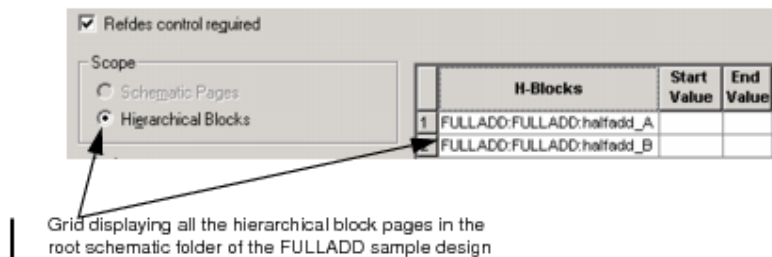 Refdes control required
Scope
Schematic Pages
Hierarchical Blocks
H-Blocks Start Value End Value
1 FULLADD:FULLADD:halfadd_A
2 FULLADD:FULLADD:halfadd_B
Grid displaying all the hierarchical block pages in the
root schematic folder of the FULLADD sample design